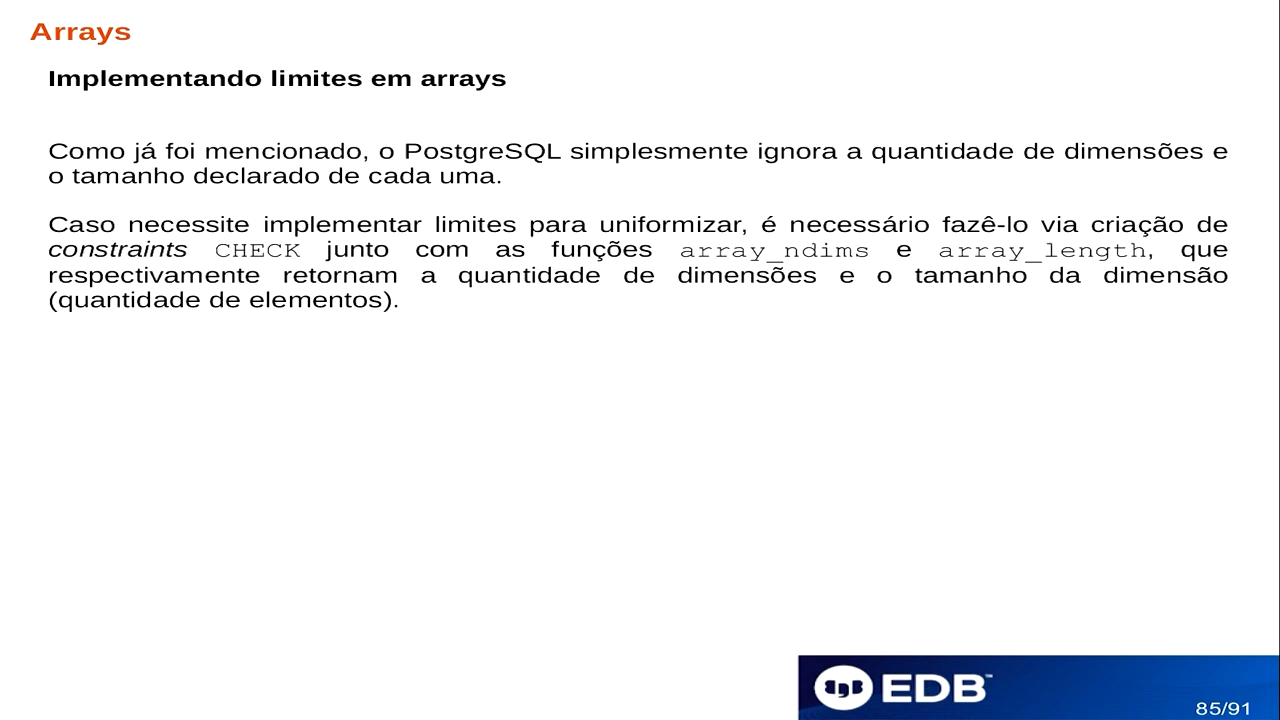 Arrays
Implementando limites em arrays
Como já foi mencionado, o PostgreSQL simplesmente ignora a quantidade de dimensões e
o tamanho declarado de cada uma.
Caso necessite implementar limites para uniformizar, é necessário fazê-lo via criação de
constraints CHECK junto com as funções array_ndims e array_length, que
respectivamente retornam a quantidade de dimensões e o tamanho da dimensão
(quantidade de elementos).
EDB™
85/91